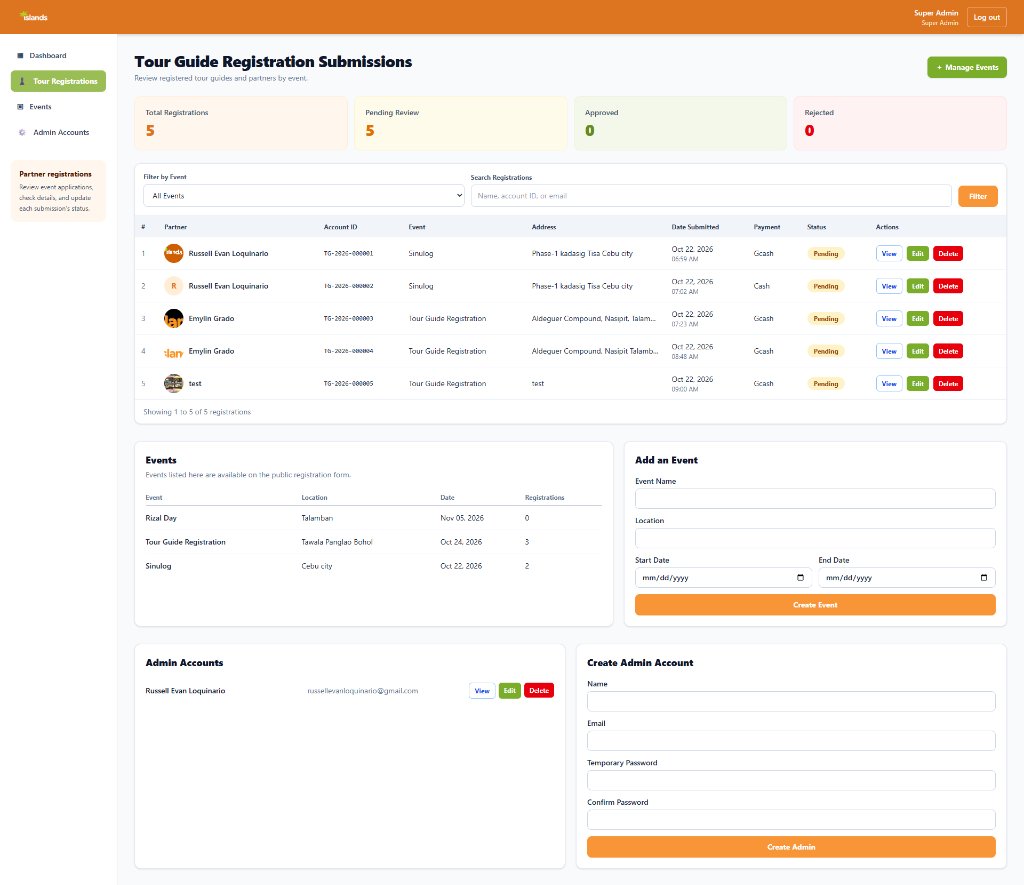 islands
Super Admin
Super Admin
Log out
Dashboard
Tour Registrations
Events
Admin Accounts
Partner registrations
Review event applications,
check details, and update
each submission's status.
Tour Guide Registration Submissions
Review registered tour guides and partners by event.
+ Manage Events
Total Registrations
5
Pending Review
5
Approved
0
Rejected
0
Filter by Event
Search Registrations
All Events
Name, account ID, or email
Filter
# Partner Account ID Event Address Date Submitted Payment Status Actions
1 Russell Evan Loquinario TG-2026-000001 Sinulog Phase-1 kadasig Tisa Cebu city Oct 22, 2026 06:59 AM Gcash Pending View Edit Delete
2 R Russell Evan Loquinario TG-2026-000002 Sinulog Phase-1 kadasig Tisa Cebu city Oct 22, 2026 07:02 AM Cash Pending View Edit Delete
3 Emylin Grado TG-2026-000003 Tour Guide Registration Aldeguer Compound, Nasipit, Talam... Oct 22, 2026 07:23 AM Gcash Pending View Edit Delete
4 Emylin Grado TG-2026-000004 Tour Guide Registration Aldeguer Compound, Nasipit Talamb... Oct 22, 2026 08:48 AM Gcash Pending View Edit Delete
5 test TG-2026-000005 Tour Guide Registration test Oct 22, 2026 09:00 AM Gcash Pending View Edit Delete
Showing 1 to 5 of 5 registrations
Events
Events listed here are available on the public registration form.
Event Location Date Registrations
Rizal Day Talamban Nov 05, 2026 0
Tour Guide Registration Tawala Panglao Bohol Oct 24, 2026 3
Sinulog Cebu city Oct 22, 2026 2
Add an Event
Event Name
Location
Start Date End Date
mm/dd/yyyy mm/dd/yyyy
Create Event
Admin Accounts
Russell Evan Loquinario russellevanloquinario@gmail.com View Edit Delete
Create Admin Account
Name
Email
Temporary Password
Confirm Password
Create Admin